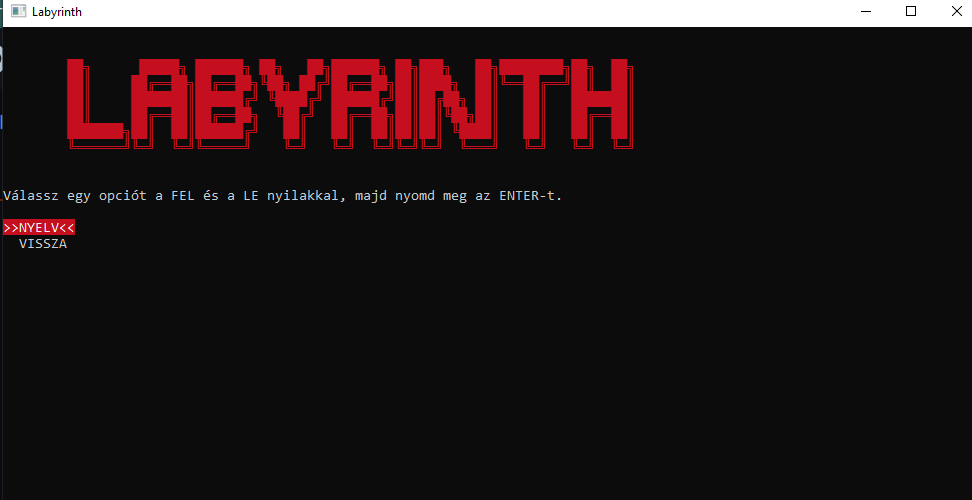 Labyrinth
LABYRINTH
Válassz egy opciót a FEL és a LE nyilakkal, majd nyomd meg az ENTER-t.
>>NYELV<<
VISSZA